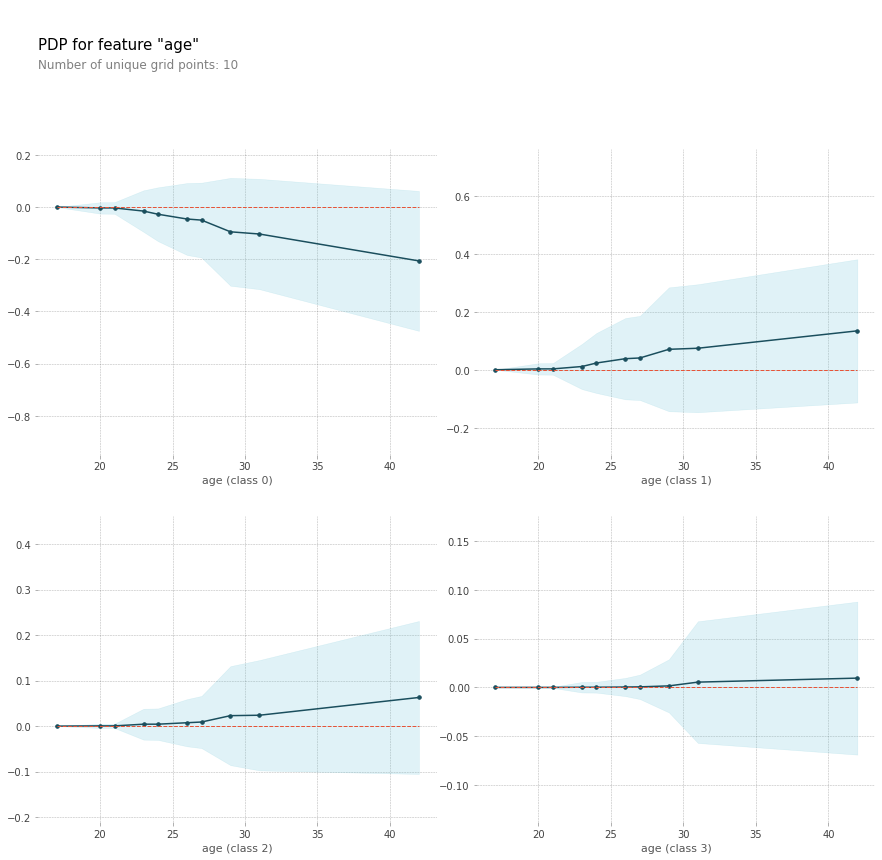 PDP for feature "age"
Number of unique grid points: 10
0.2
0.0
−0.2
−0.4
−0.6
−0.8
20 25 30 35 40
age (class 0)
0.6
0.4
0.2
0.0
−0.2
20 25 30 35 40
age (class 1)
0.4
0.3
0.2
0.1
0.0
−0.1
−0.2
20 25 30 35 40
age (class 2)
0.15
0.10
0.05
0.00
−0.05
−0.10
20 25 30 35 40
age (class 3)